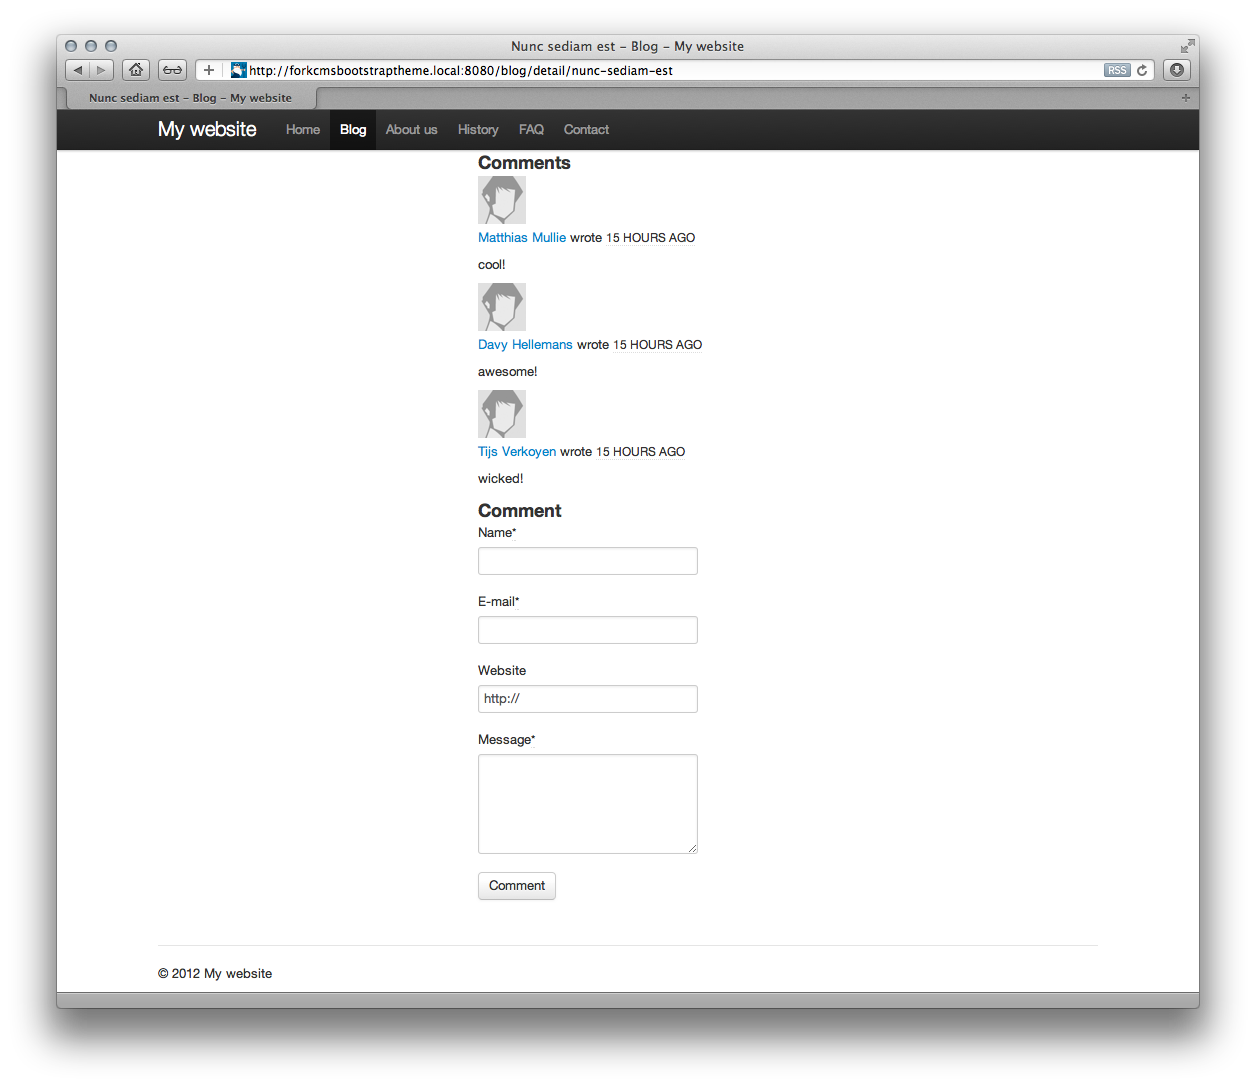 Nunc sediam est – Blog – My website
http://forkcmsbootstraptheme.local:8080/blog/detail/nunc-sediam-est RSS
Nunc sediam est – Blog – My website
My website Home Blog About us History FAQ Contact
Comments
Matthias Mullie wrote 15 HOURS AGO
cool!
Davy Hellemans wrote 15 HOURS AGO
awesome!
Tijs Verkoyen wrote 15 HOURS AGO
wicked!
Comment
Name*
E-mail*
Website
http://
Message*
Comment
© 2012 My website